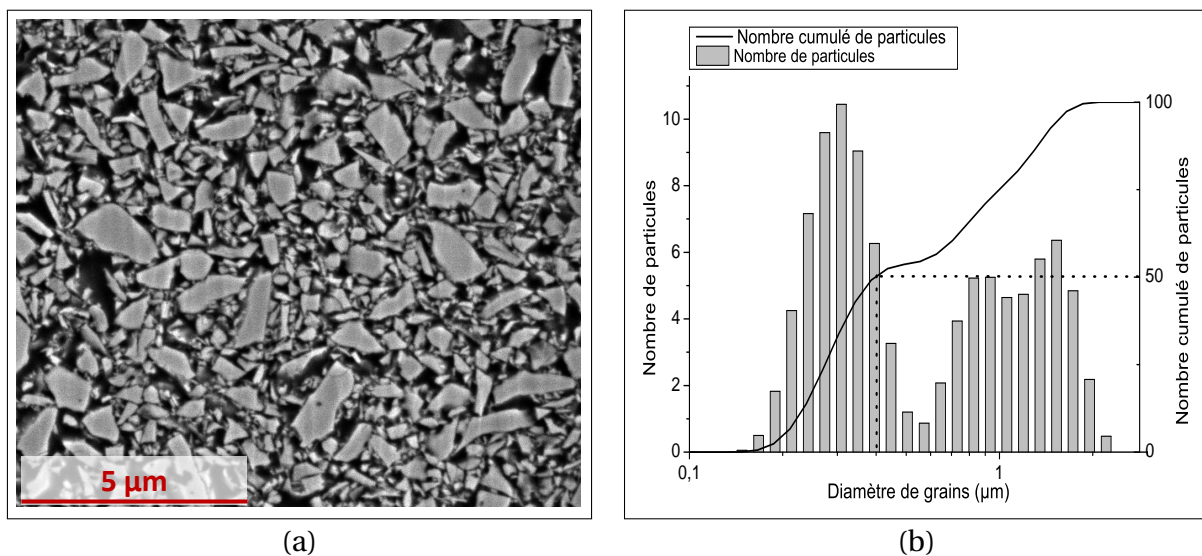 5 µm
(a)
Nombre cumulé de particules
Nombre de particules
Nombre de particules
10
8
6
4
2
0
0,1
1
Diamètre de grains (µm)
100
50
0
Nombre cumulé de particules
(b)